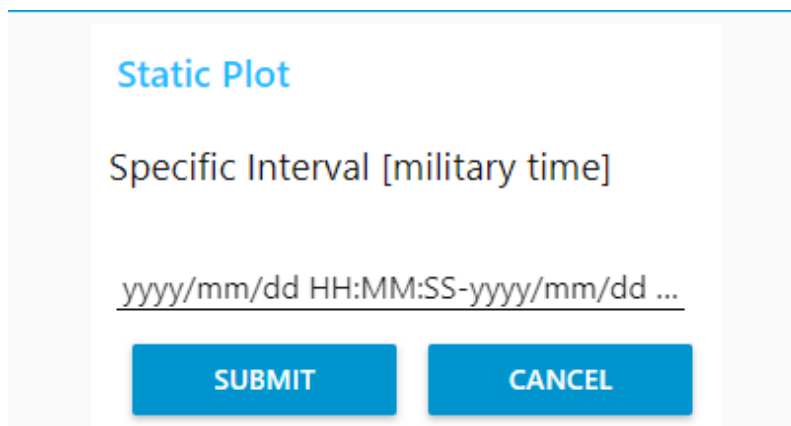 Static Plot
Specific Interval [military time]
yyyy/mm/dd HH:MM:SS-yyyy/mm/dd ...
SUBMIT CANCEL